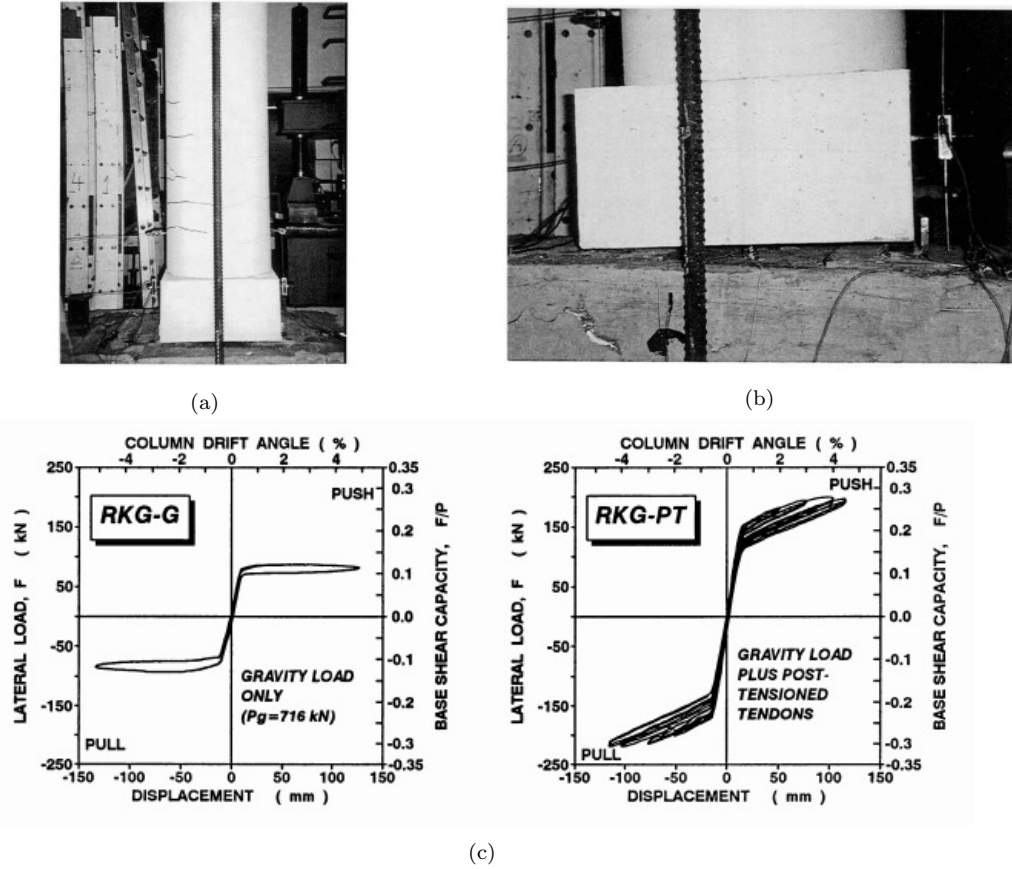 (a)
(b)
COLUMN DRIFT ANGLE ( % )
-4 -2 0 2 4
250
150
50
-50
-150
-250
LATERAL LOAD, F ( kN )
RKG-G
PUSH
GRAVITY LOAD
ONLY
(Pg=716 kN)
PULL
0.35
0.3
0.2
0.1
0.0
-0.1
-0.2
-0.3
-0.35
BASE SHEAR CAPACITY, F/P
-150 -100 -50 0 50 100 150
DISPLACEMENT ( mm )
COLUMN DRIFT ANGLE ( % )
-4 -2 0 2 4
250
150
50
-50
-150
-250
LATERAL LOAD, F ( kN )
RKG-PT
PUSH
GRAVITY LOAD
PLUS POST-
TENSIONED
TENDONS
PULL
0.35
0.3
0.2
0.1
0.0
-0.1
-0.2
-0.3
-0.35
BASE SHEAR CAPACITY, F/P
-150 -100 -50 0 50 100 150
DISPLACEMENT ( mm )
(c)